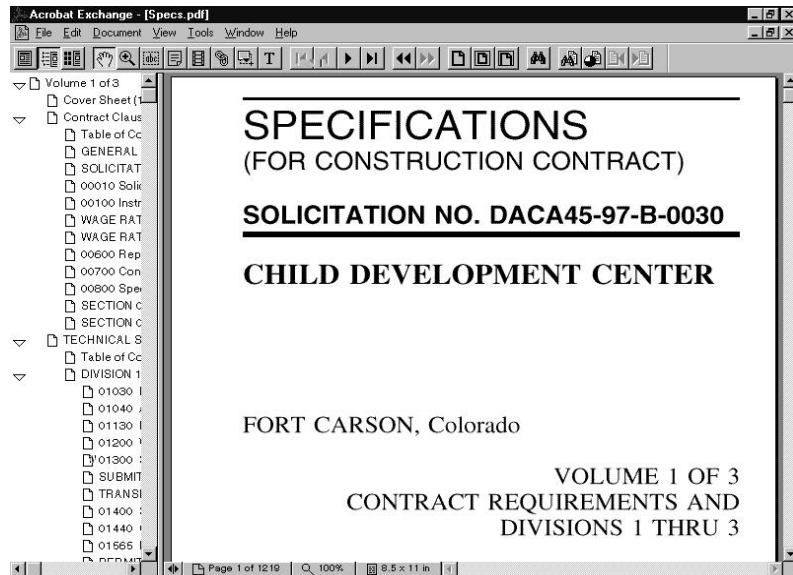 Acrobat Exchange - [Specs.pdf]
File Edit Document View Tools Window Help
Volume 1 of 3
Cover Sheet (1
Contract Claus
Table of Co
GENERAL
SOLICITAT
00010 Solic
00100 Instr
WAGE RAT
WAGE RAT
00600 Rep
00700 Con
00800 Spe
SECTION
SECTION
TECHNICAL S
Table of Co
DIVISION 1
01030
01040
01130
01200
01300
SUBMIT
TRANS
01400
01440
01565
SPECIFICATIONS
(FOR CONSTRUCTION CONTRACT)
SOLICITATION NO. DACA45-97-B-0030
CHILD DEVELOPMENT CENTER
FORT CARSON, Colorado
VOLUME 1 OF 3
CONTRACT REQUIREMENTS AND
DIVISIONS 1 THRU 3
Page 1 of 1219 100% 8.5 x 11 in